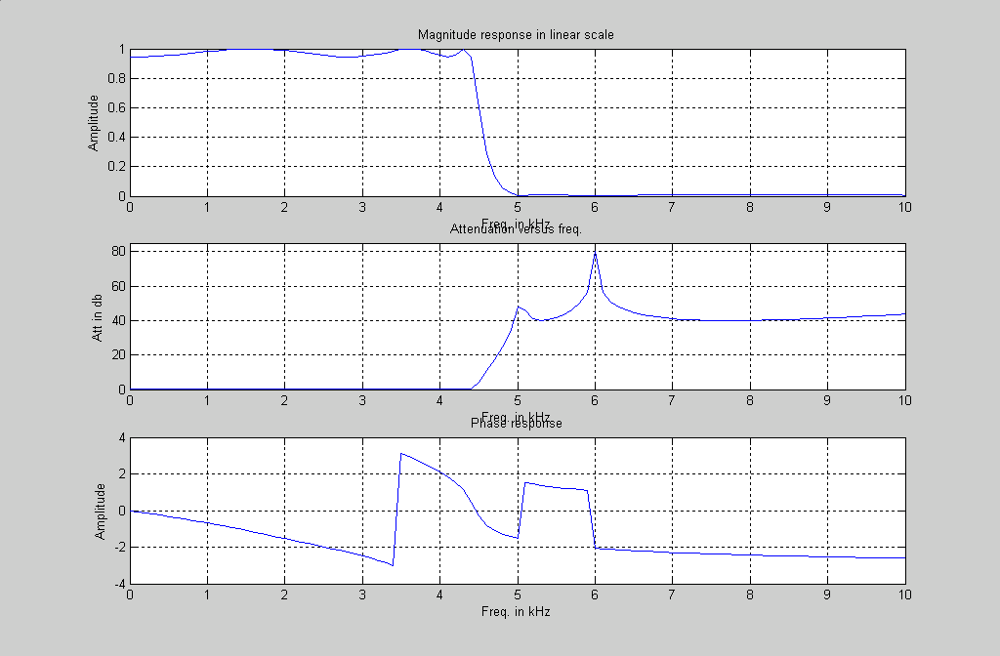 Magnitude response in linear scale
1
0.8
0.6
0.4
0.2
0
Amplitude
0 1 2 3 4 5 6 7 8 9 10
Freq. in kHz
Attenuation versus freq.
80
60
40
20
0
Att in db
0 1 2 3 4 5 6 7 8 9 10
Freq. in kHz
Phase response
4
2
0
-2
-4
Amplitude
0 1 2 3 4 5 6 7 8 9 10
Freq. in kHz